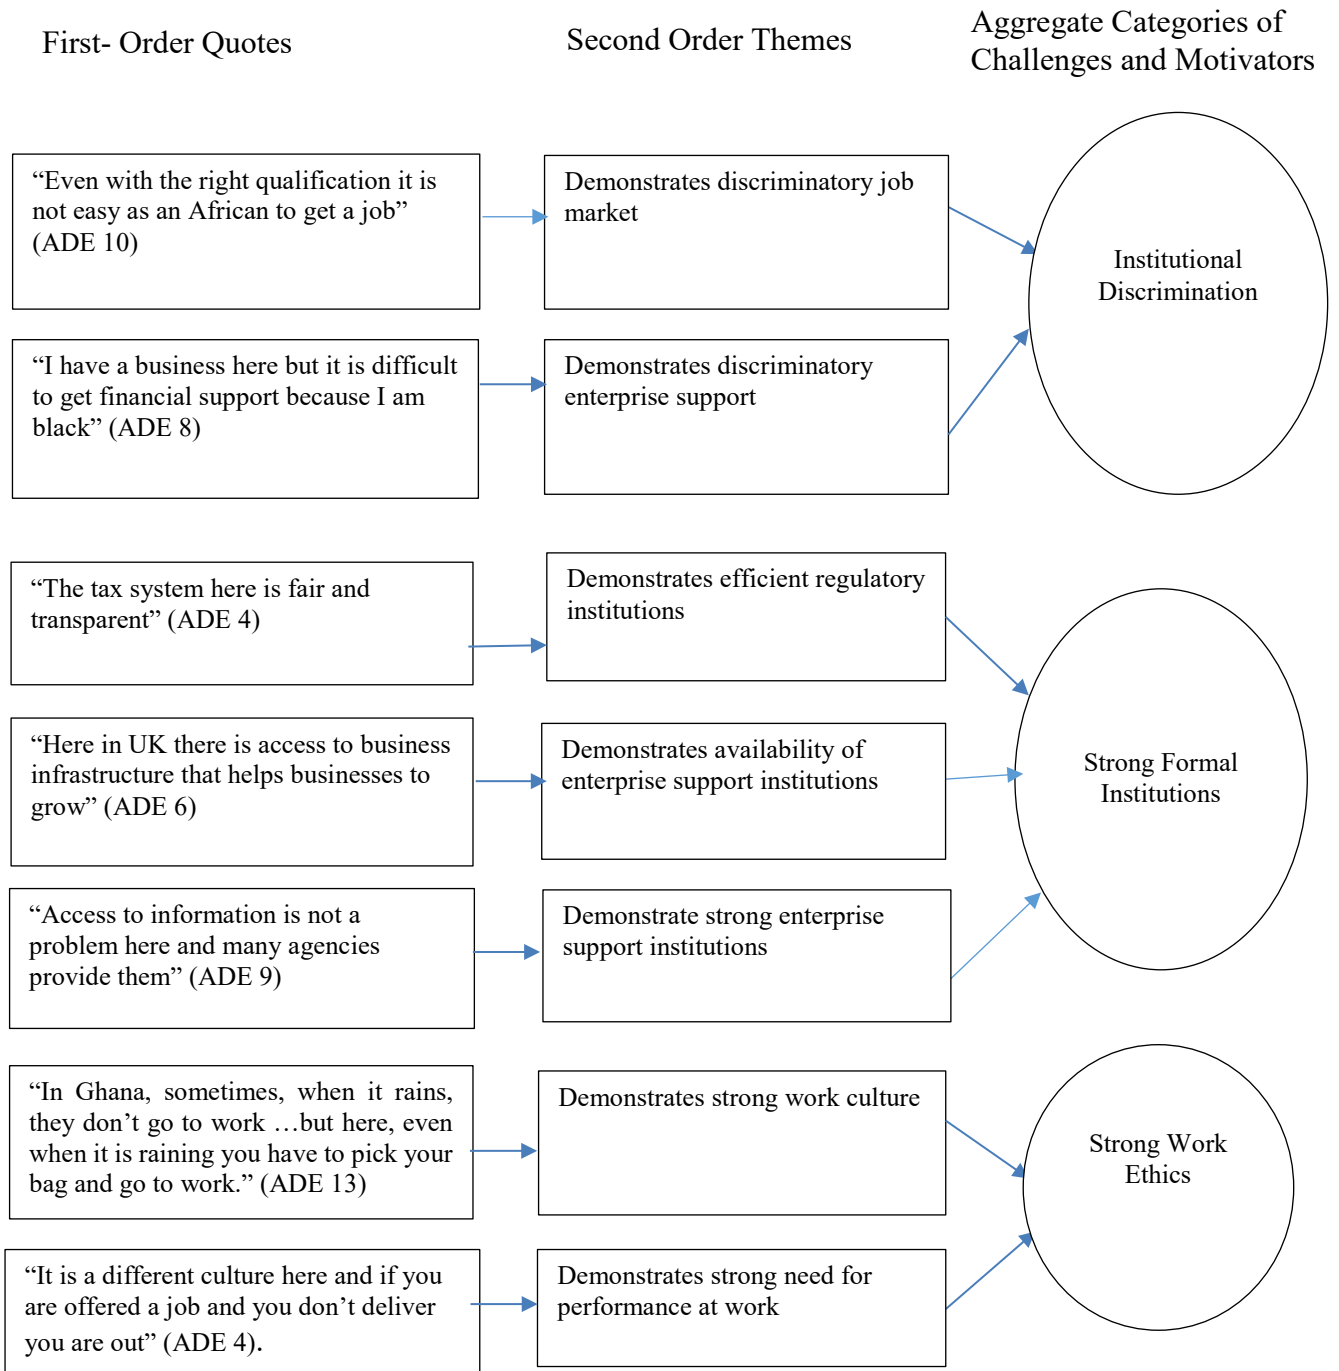 First- Order Quotes
Second Order Themes
Aggregate Categories of
Challenges and Motivators
“Even with the right qualification it is
not easy as an African to get a job”
(ADE 10)
Demonstrates discriminatory job
market
Institutional
Discrimination
“I have a business here but it is difficult
to get financial support because I am
black” (ADE 8)
Demonstrates discriminatory
enterprise support
“The tax system here is fair and
transparent” (ADE 4)
Demonstrates efficient regulatory
institutions
“Here in UK there is access to business
infrastructure that helps businesses to
grow” (ADE 6)
Demonstrates availability of
enterprise support institutions
Strong Formal
Institutions
“Access to information is not a
problem here and many agencies
provide them” (ADE 9)
Demonstrate strong enterprise
support institutions
“In Ghana, sometimes, when it rains,
they don’t go to work …but here, even
when it is raining you have to pick your
bag and go to work.” (ADE 13)
Demonstrates strong work culture
Strong Work
Ethics
“It is a different culture here and if you
are offered a job and you don’t deliver
you are out” (ADE 4).
Demonstrates strong need for
performance at work